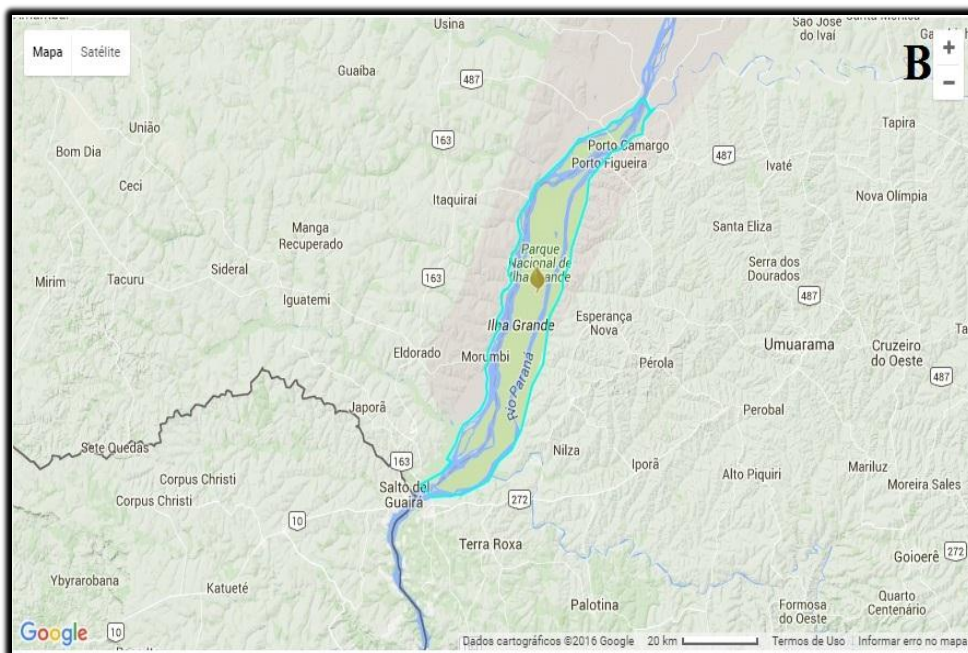 Usina
São José
do Ivaí
Mapa
Satélite
B
+
−
Guaíba
487
União
163
Tapira
Bom Dia
Porto Camargo
487
Porto Figueira
Ivaté
Ceci
Itaquiraí
Nova Olímpia
Manga
Recuperado
Santa Eliza
Parque
Nacional de
Ilha Grande
Serra dos
Dourados
Sideral
163
Mirim
Tacuru
487
Iguatemi
Ilha Grande
Esperança
Nova
Umuarama
Cruzeiro
do Oeste
Eldorado
Morumbi
Pérola
487
Rio Paraná
Japorã
Perobal
Sete Quedas
Nilza
163
Iporã
Alto Piquiri
Mariluz
Corpus Christi
Moreira Sales
Salto del
Guairá
Corpus Christi
272
10
Terra Roxa
Goioerê
272
Ybyrarobana
Katueté
Palotina
Formosa
do Oeste
Quarto
Centenário
Google
10
Dados cartográficos ©2016 Google
20 km
Termos de Uso
Informar erro no mapa